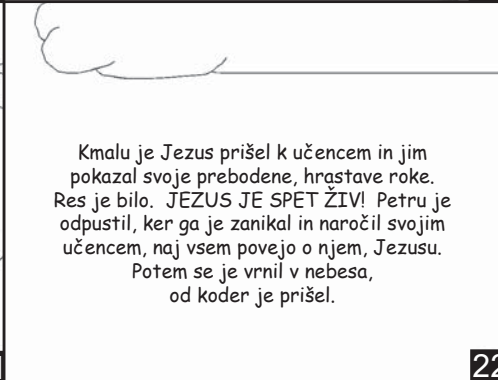 Kmalu je Jezus prišel k učencem in jim
pokazal svoje prebodene, hrastave roke.
Res je bilo. JEZUS JE SPET ŽIV! Petru je
odpustil, ker ga je zanikal in naročil svojim
učencem, naj vsem povejo o njem, Jezusu.
Potem se je vrnil v nebesa,
od koder je prišel.
22